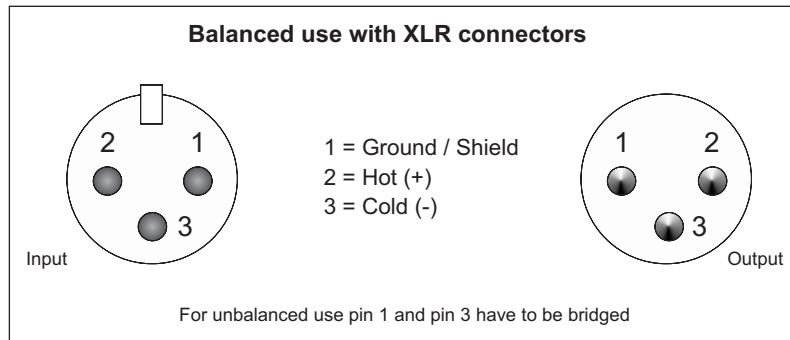 Balanced use with XLR connectors
2 1
3
Input
1 = Ground / Shield
2 = Hot (+)
3 = Cold (-)
1 2
3
Output
For unbalanced use pin 1 and pin 3 have to be bridged